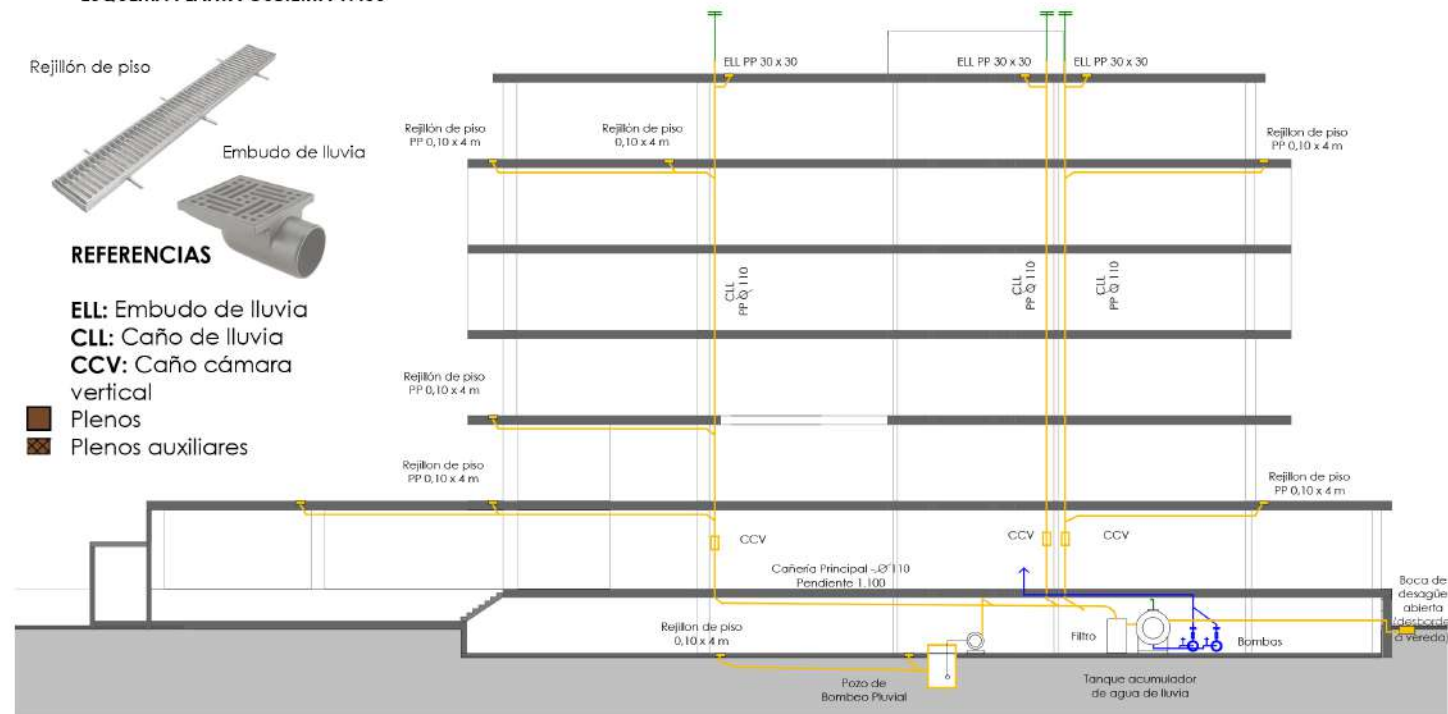 Rejillón de piso
Embudo de lluvia
REFERENCIAS
ELL: Embudo de lluvia
CLL: Caño de lluvia
CCV: Caño cámara
vertical
Plenos
Plenos auxiliares
ELL PP 30 x 30
ELL PP 30 x 30
ELL PP 30 x 30
Rejillón de piso
PP 0,10 x 4 m
Rejillón de piso
0,10 x 4 m
Rejillon de piso
PP 0,10 x 4 m
CLL
PP Ø 110
CLL
PP Ø 110
CLL
PP Ø 110
Rejillón de piso
PP 0,10 x 4 m
Rejillon de piso
PP 0,10 x 4 m
Rejillon de piso
PP 0,10 x 4 m
CCV
CCV
CCV
Cañería Principal - Ø 110
Pendiente 1.100
Boca de
desagüe
abierta
(desborde
a vereda)
Rejillon de piso
0,10 x 4 m
Filtro
Bombas
Pozo de
Bombeo Pluvial
Tanque acumulador
de agua de lluvia